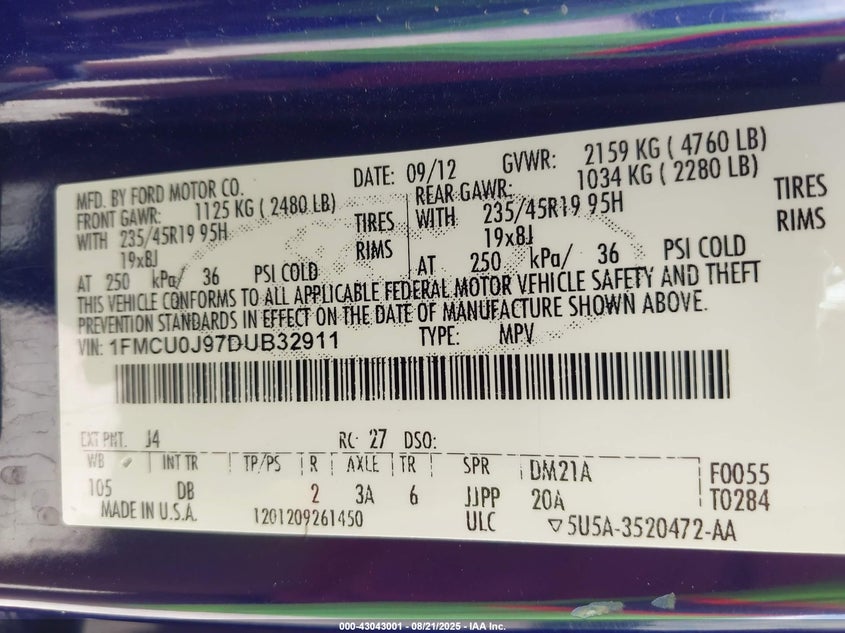 MFD. BY FORD MOTOR CO.
DATE: 09/12
GVWR: 2159 KG ( 4760 LB)
FRONT GAWR: 1125 KG ( 2480 LB)
REAR GAWR: 1034 KG ( 2280 LB)
WITH 235/45R19 95H TIRES
WITH 235/45R19 95H TIRES
19x8J RIMS
19x8J RIMS
AT 250 kPa/ 36 PSI COLD
AT 250 kPa/ 36 PSI COLD
THIS VEHICLE CONFORMS TO ALL APPLICABLE FEDERAL MOTOR VEHICLE SAFETY AND THEFT
PREVENTION STANDARDS IN EFFECT ON THE DATE OF MANUFACTURE SHOWN ABOVE.
VIN: 1FMCU0J97DUB32911
TYPE: MPV
EXT PNT: J4 RC: 27 DSO:
WB INT TR TP/PS R AXLE TR SPR DM21A F0055
105 DB 2 3A 6 JJPP 20A T0284
MADE IN U.S.A. 1201209261450 ULC ▽5U5A-3520472-AA
000-43043001 - 08/21/2025 - IAA Inc.